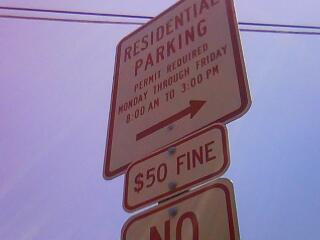 RESIDENTIAL
PARKING
PERMIT REQUIRED
MONDAY THROUGH FRIDAY
8:00 AM TO 3:00 PM
$50 FINE
NO